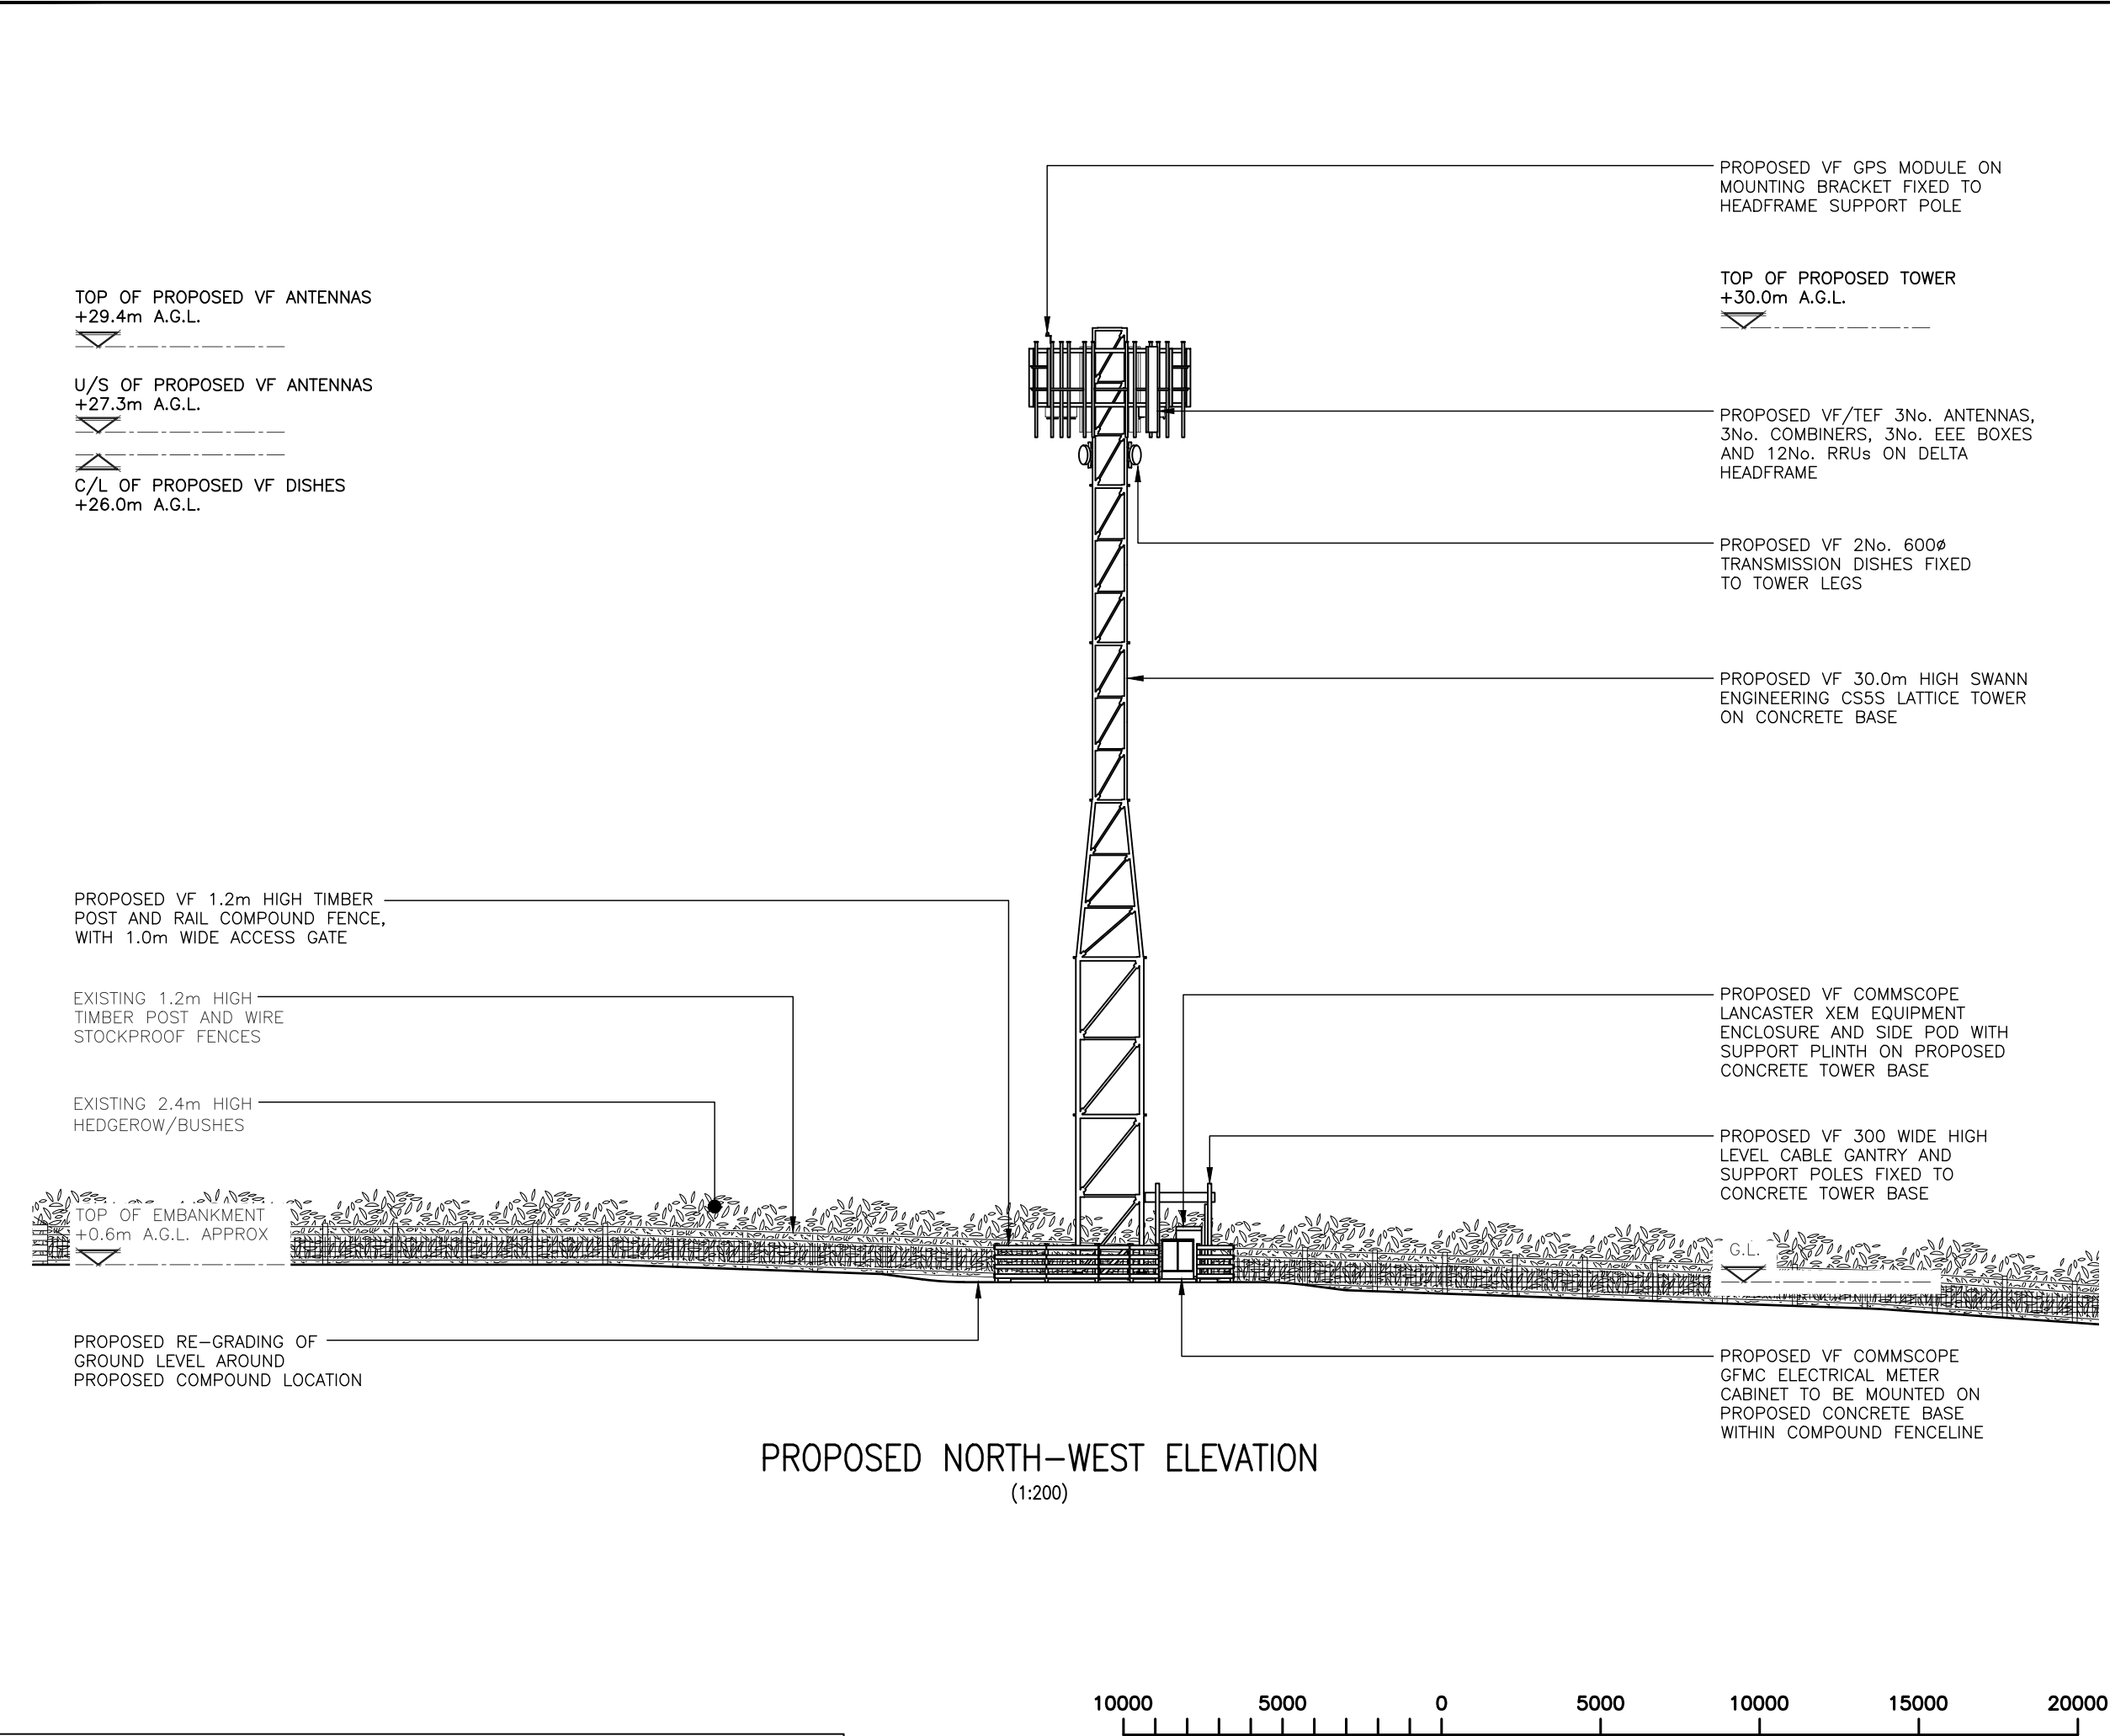 PROPOSED VF GPS MODULE ON
MOUNTING BRACKET FIXED TO
HEADFRAME SUPPORT POLE
TOP OF PROPOSED TOWER
+30.0m A.G.L.
TOP OF PROPOSED VF ANTENNAS
+29.4m A.G.L.
U/S OF PROPOSED VF ANTENNAS
+27.3m A.G.L.
C/L OF PROPOSED VF DISHES
+26.0m A.G.L.
PROPOSED VF/TEF 3No. ANTENNAS,
3No. COMBINERS, 3No. EEE BOXES
AND 12No. RRUs ON DELTA
HEADFRAME
PROPOSED VF 2No. 600ø
TRANSMISSION DISHES FIXED
TO TOWER LEGS
PROPOSED VF 30.0m HIGH SWANN
ENGINEERING CS5S LATTICE TOWER
ON CONCRETE BASE
PROPOSED VF 1.2m HIGH TIMBER
POST AND RAIL COMPOUND FENCE,
WITH 1.0m WIDE ACCESS GATE
EXISTING 1.2m HIGH
TIMBER POST AND WIRE
STOCKPROOF FENCES
EXISTING 2.4m HIGH
HEDGEROW/BUSHES
TOP OF EMBANKMENT
+0.6m A.G.L. APPROX
PROPOSED RE-GRADING OF
GROUND LEVEL AROUND
PROPOSED COMPOUND LOCATION
PROPOSED VF COMMSCOPE
LANCASTER XEM EQUIPMENT
ENCLOSURE AND SIDE POD WITH
SUPPORT PLINTH ON PROPOSED
CONCRETE TOWER BASE
PROPOSED VF 300 WIDE HIGH
LEVEL CABLE GANTRY AND
SUPPORT POLES FIXED TO
CONCRETE TOWER BASE
G.L.
PROPOSED VF COMMSCOPE
GFMC ELECTRICAL METER
CABINET TO BE MOUNTED ON
PROPOSED CONCRETE BASE
WITHIN COMPOUND FENCELINE
PROPOSED NORTH-WEST ELEVATION
(1:200)
10000 5000 0 5000 10000 15000 20000